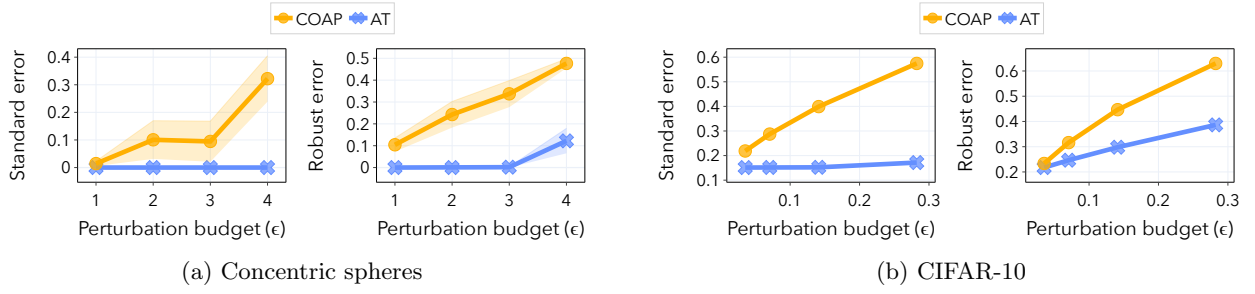 COAP AT
Standard error
0.4
0.3
0.2
0.1
0
1 2 3 4
Perturbation budget (ϵ)
Robust error
0.5
0.4
0.3
0.2
0.1
0
1 2 3 4
Perturbation budget (ϵ)
(a) Concentric spheres
COAP AT
Standard error
0.6
0.5
0.4
0.3
0.2
0.1
0.1 0.2 0.3
Perturbation budget (ϵ)
Robust error
0.6
0.5
0.4
0.3
0.2
0.1 0.2 0.3
Perturbation budget (ϵ)
(b) CIFAR-10